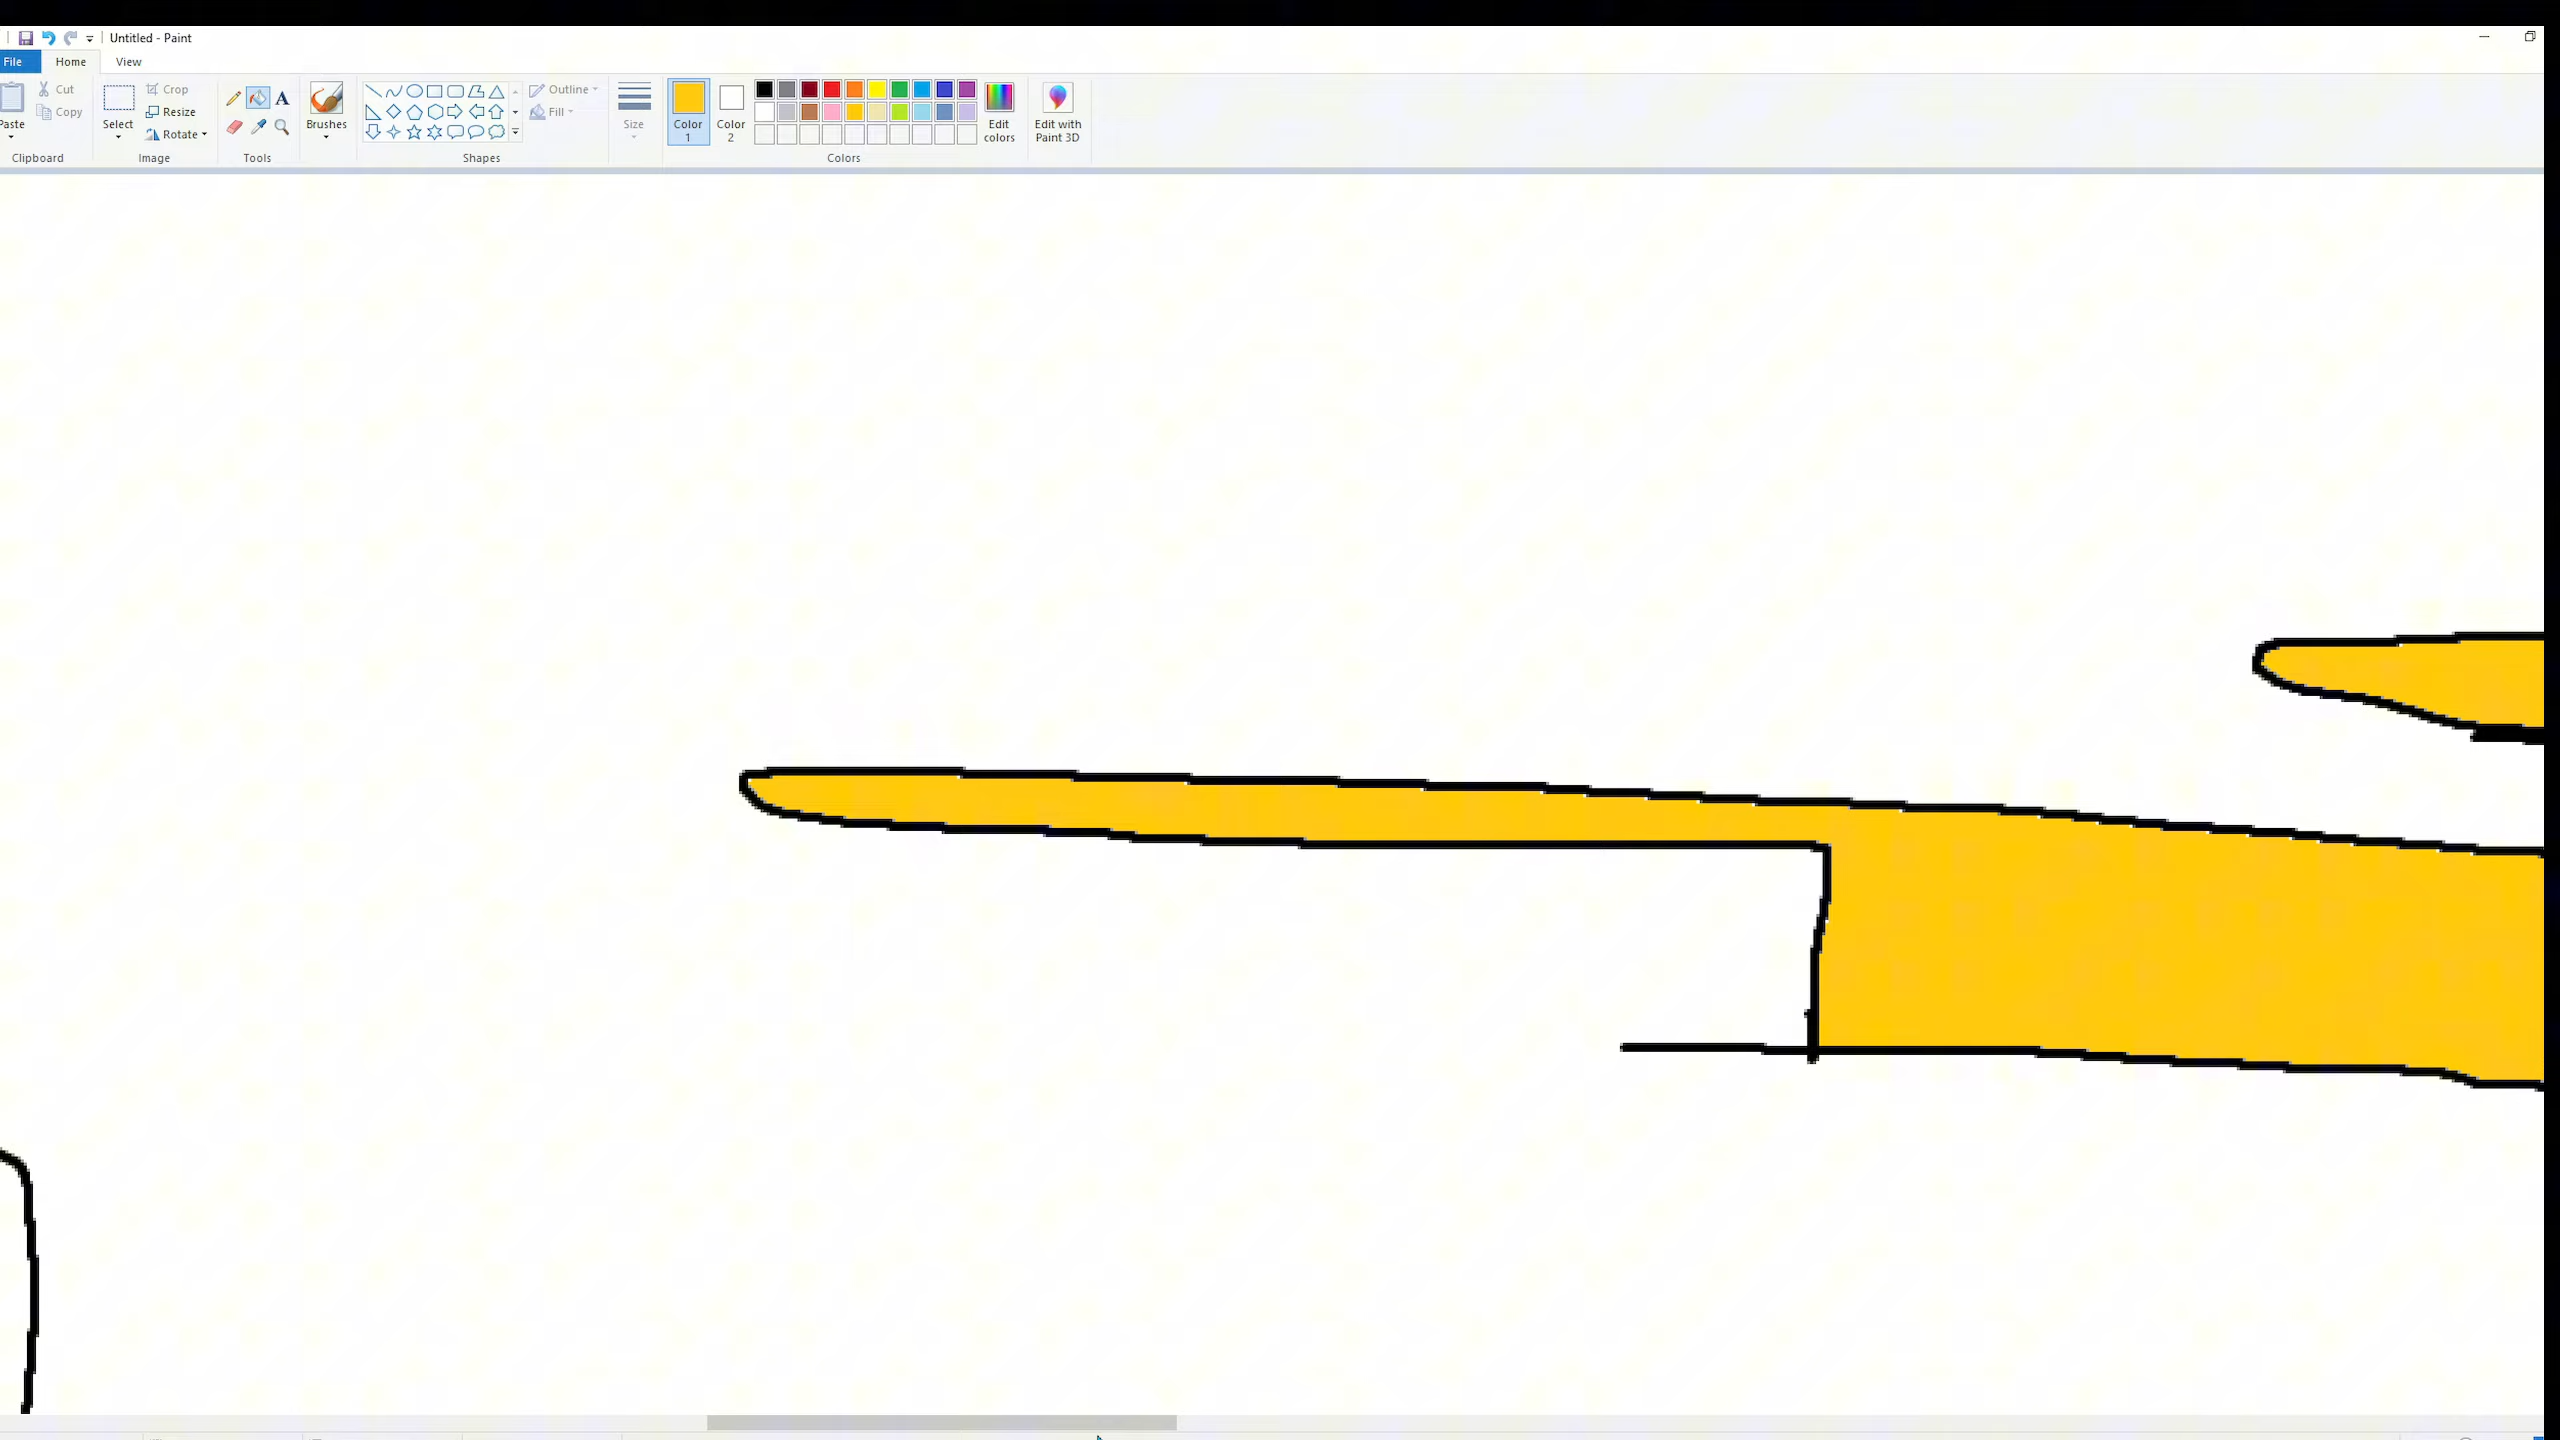 Untitled - Paint
File Home View
Paste
Cut
Copy
Clipboard
Select
Crop
Resize
Rotate
Image
A
Tools
Brushes
Shapes
Outline
Fill
Size
Color 1
Color 2
Colors
Edit colors
Edit with Paint 3D